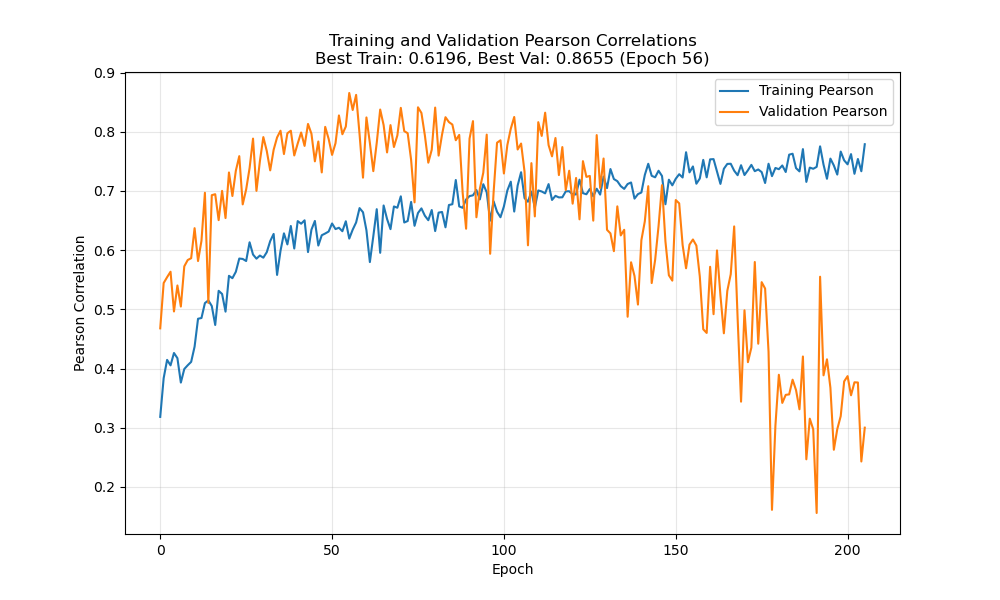 Training and Validation Pearson Correlations
Best Train: 0.6196, Best Val: 0.8655 (Epoch 56)
Training Pearson
Validation Pearson
Pearson Correlation
0.9
0.8
0.7
0.6
0.5
0.4
0.3
0.2
0
50
100
150
200
Epoch